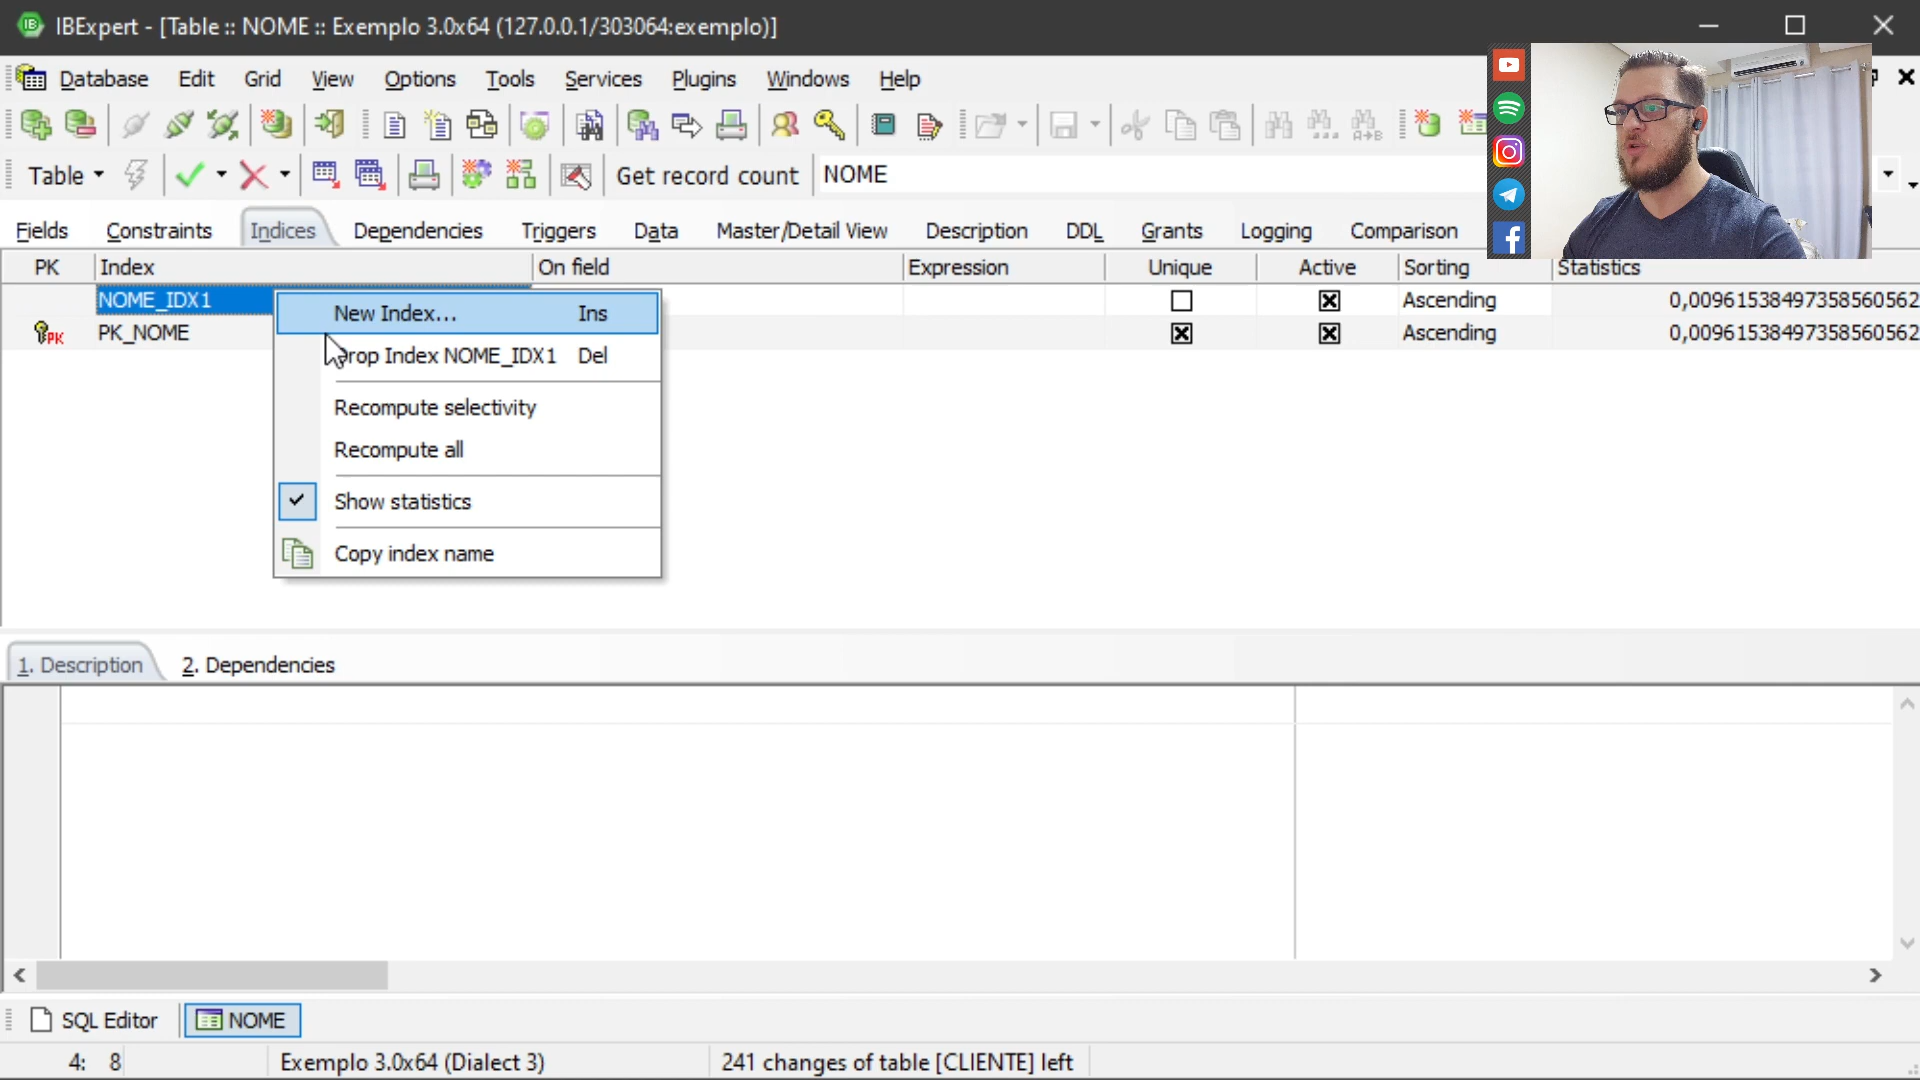 IBExpert - [Table :: NOME :: Exemplo 3.0x64 (127.0.0.1/303064:exemplo)]
Database Edit Grid View Options Tools Services Plugins Windows Help
Table Get record count NOME
Fields Constraints Indices Dependencies Triggers Data Master/Detail View Description DDL Grants Logging Comparison
PK Index On field Expression Unique Active Sorting Statistics
NOME_IDX1 Ascending 0,00961538497358560562
PK PK_NOME Ascending 0,00961538497358560562
New Index... Ins
Drop Index NOME_IDX1 Del
Recompute selectivity
Recompute all
Show statistics
Copy index name
1. Description 2. Dependencies
SQL Editor NOME
4: 8 Exemplo 3.0x64 (Dialect 3) 241 changes of table [CLIENTE] left